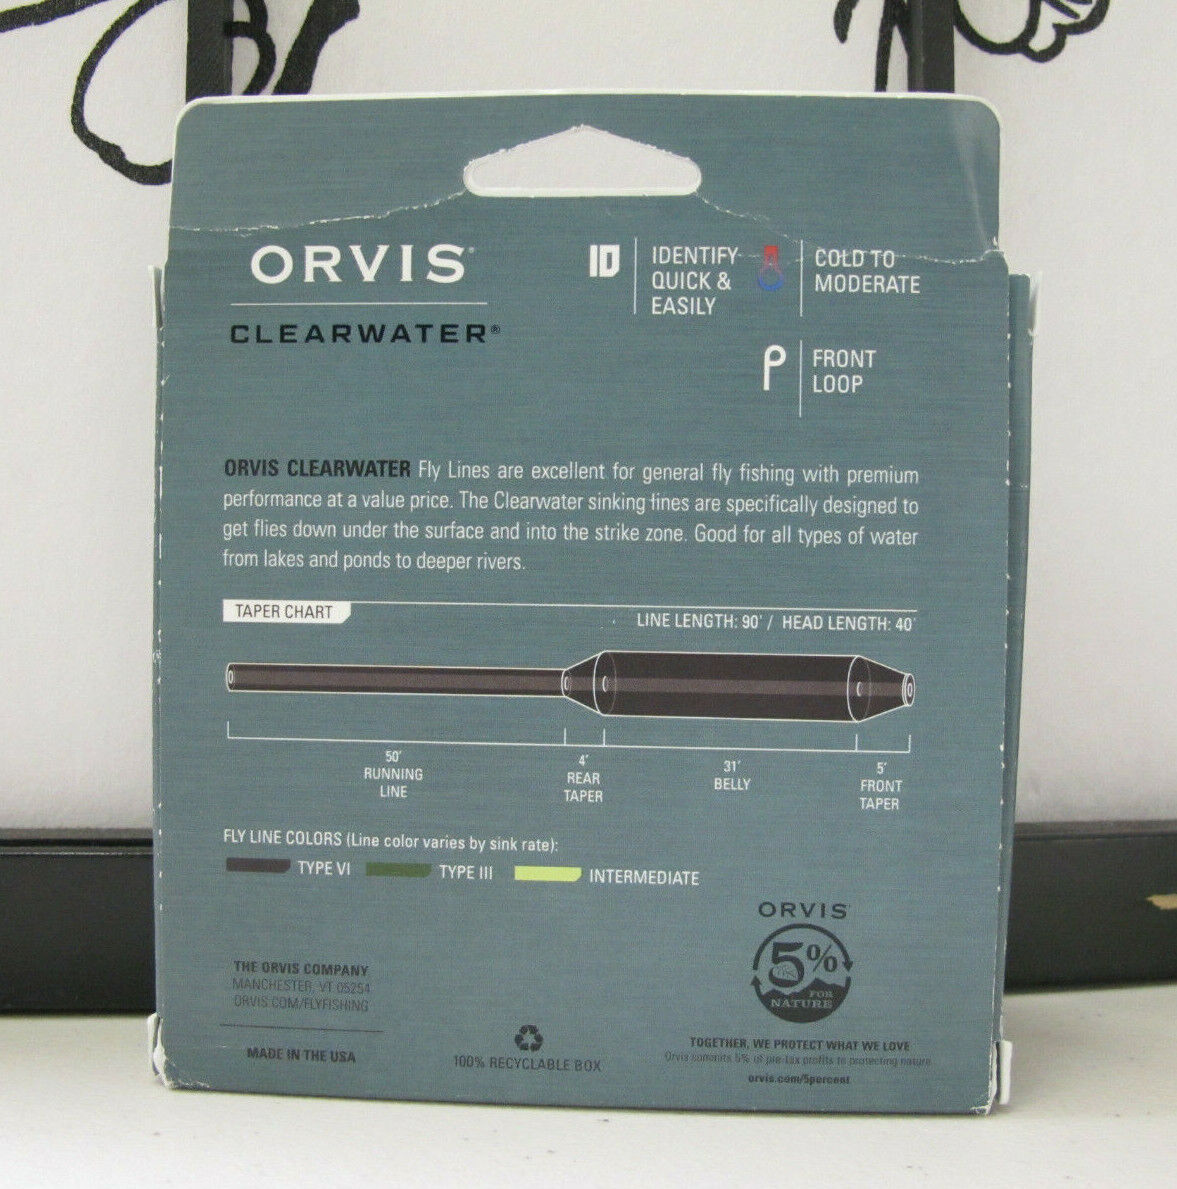 ORVIS®
CLEARWATER®
ID
IDENTIFY
QUICK &
EASILY
COLD TO
MODERATE
FRONT
LOOP
ORVIS CLEARWATER Fly Lines are excellent for general fly fishing with premium
performance at a value price. The Clearwater sinking lines are specifically designed to
get flies down under the surface and into the strike zone. Good for all types of water
from lakes and ponds to deeper rivers.
TAPER CHART
LINE LENGTH: 90' / HEAD LENGTH: 40'
50'
RUNNING
LINE
4'
REAR
TAPER
31'
BELLY
5'
FRONT
TAPER
FLY LINE COLORS (Line color varies by sink rate):
TYPE VI
TYPE III
INTERMEDIATE
THE ORVIS COMPANY
MANCHESTER, VT 05254
ORVIS.COM/FLYFISHING
MADE IN THE USA
100% RECYCLABLE BOX
ORVIS
5%
FOR
NATURE
TOGETHER, WE PROTECT WHAT WE LOVE
Orvis commits 5% of pre-tax profits to protecting nature
orvis.com/5percent